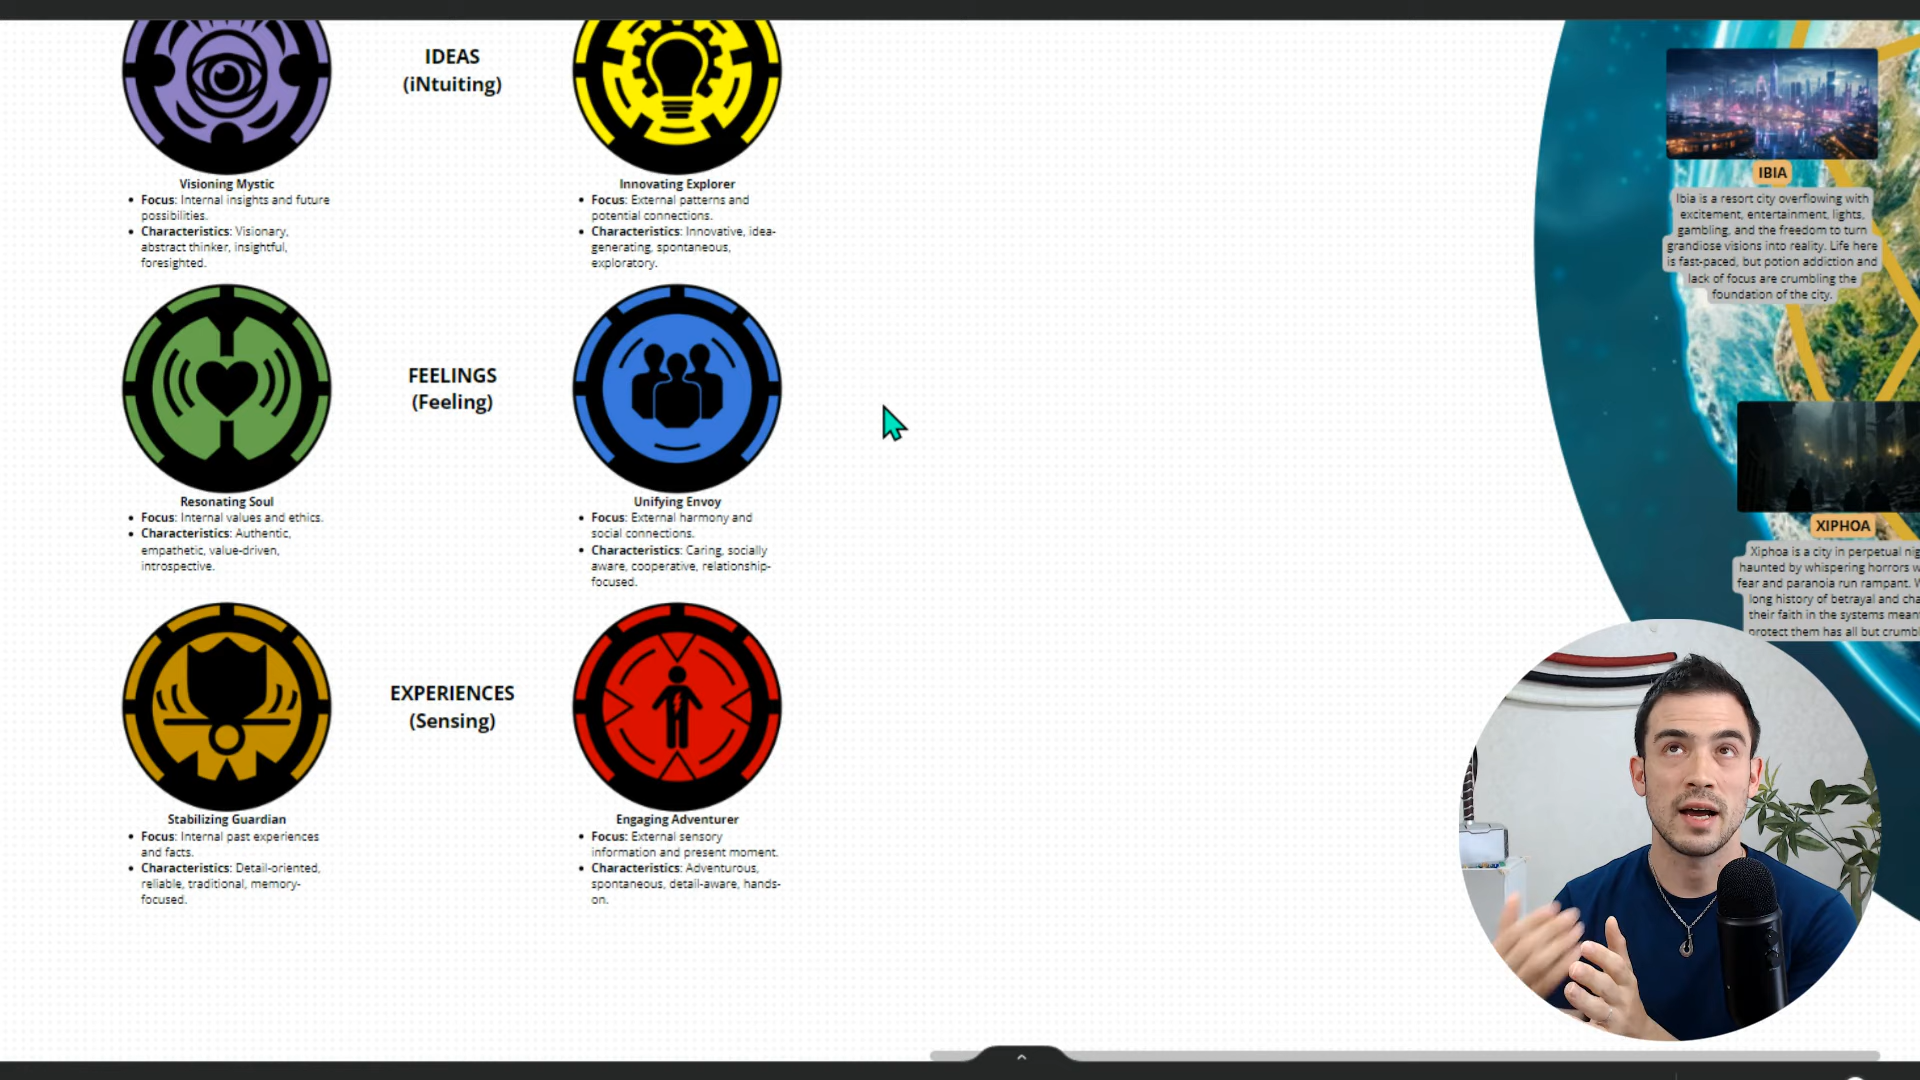 IDEAS
(iNtuiting)
Visioning Mystic
• Focus: Internal insights and future
possibilities.
• Characteristics: Visionary,
abstract thinker, insightful,
foresighted.
Innovating Explorer
• Focus: External patterns and
potential connections.
• Characteristics: Innovative, idea-
generating, spontaneous,
exploratory.
FEELINGS
(Feeling)
Resonating Soul
• Focus: Internal values and ethics.
• Characteristics: Authentic,
empathetic, value-driven,
introspective.
Unifying Envoy
• Focus: External harmony and
social connections.
• Characteristics: Caring, socially
aware, cooperative, relationship-
focused.
EXPERIENCES
(Sensing)
Stabilizing Guardian
• Focus: Internal past experiences
and facts.
• Characteristics: Detail-oriented,
reliable, traditional, memory-
focused.
Engaging Adventurer
• Focus: External sensory
information and present moment.
• Characteristics: Adventurous,
spontaneous, detail-aware, hands-
on.
IBIA
Ibia is a resort city overflowing with
excitement, entertainment, lights,
gambling, and the freedom to turn
grandiose visions into reality. Life here
is fast-paced, but potion addiction and
lack of focus are crumbling the
foundation of the city.
XIPHOA
Xiphoa is a city in perpetual
haunted by whispering horrors
fear and paranoia run rampant.
long history of betrayal and
their faith in the systems
protect them has all but